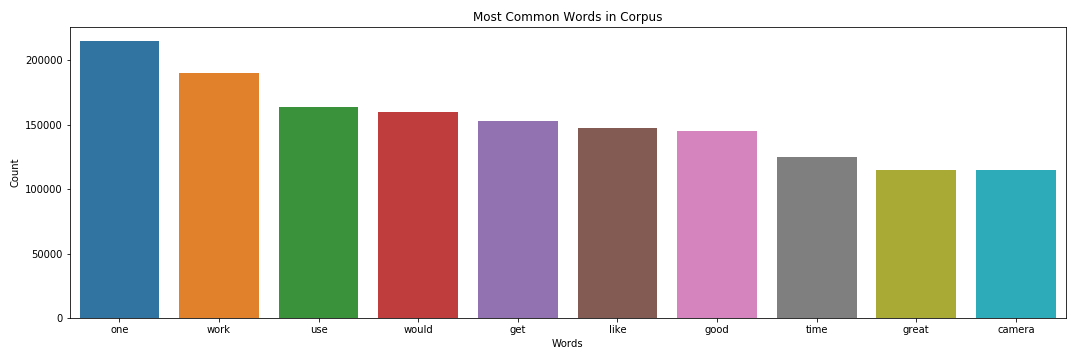 Most Common Words in Corpus
Count
200000
150000
100000
50000
0
one work use would get like good time great camera
Words